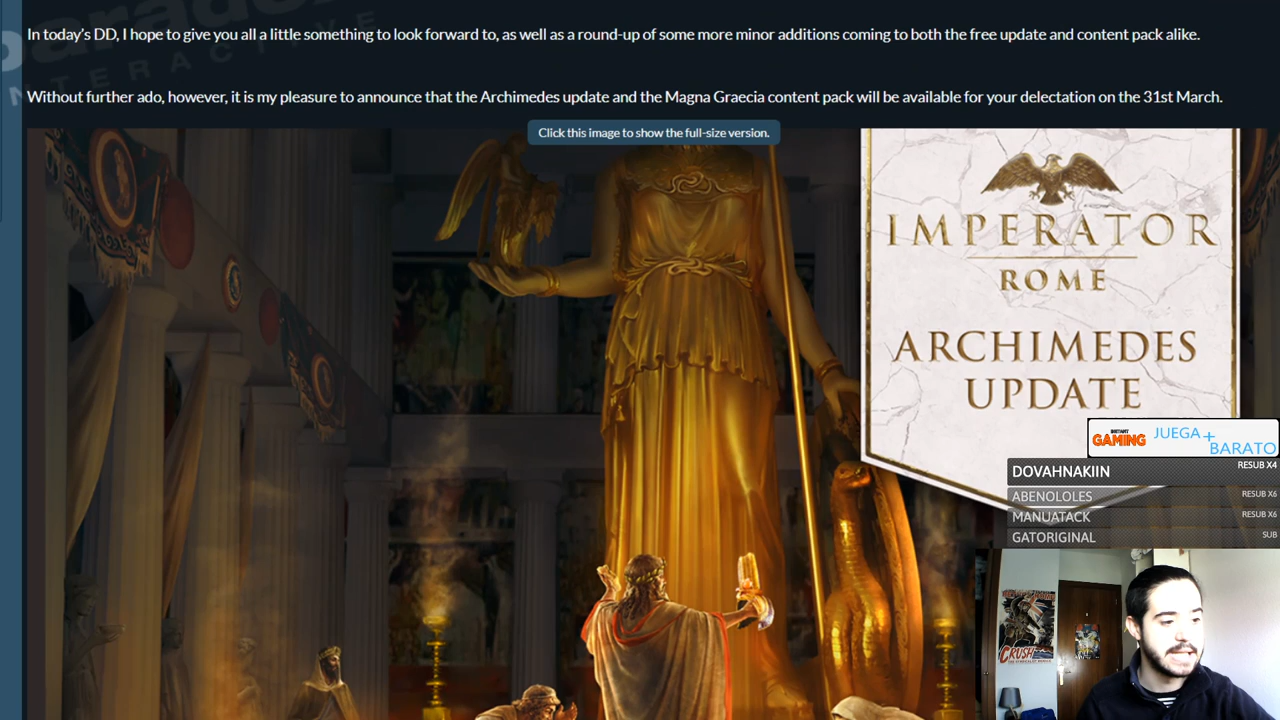 In today's DD, I hope to give you all a little something to look forward to, as well as a round-up of some more minor additions coming to both the free update and content pack alike.
Without further ado, however, it is my pleasure to announce that the Archimedes update and the Magna Graecia content pack will be available for your delectation on the 31st March.
Click this image to show the full-size version.
IMPERATOR
ROME
ARCHIMEDES
UPDATE
INSTANT
GAMING
JUEGA+
BARATO
DOVAHNAKIIN RESUB X4
ABENOLOLES RESUB X6
MANUATACK RESUB X6
GATORIGINAL SUB
CRUSH